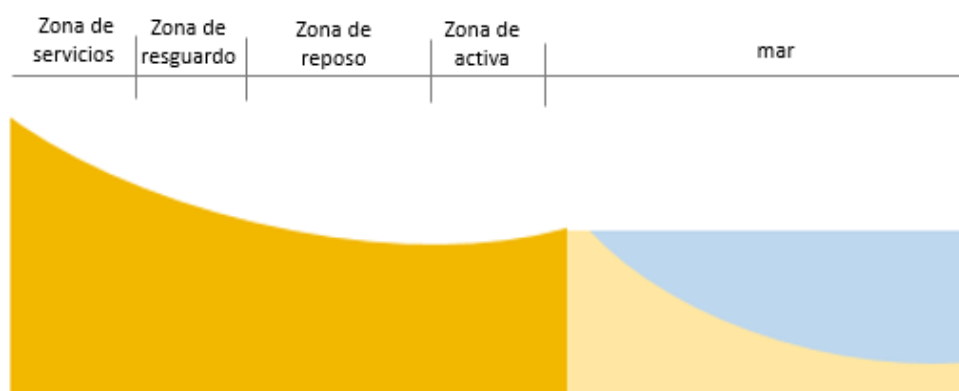 Zona de
servicios
Zona de
resguardo
Zona de
reposo
Zona de
activa
mar